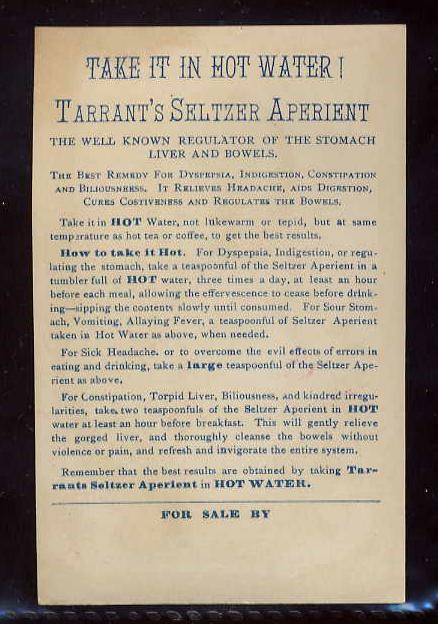 TAKE IT IN HOT WATER!
TARRANT'S SELTZER APERIENT
THE WELL KNOWN REGULATOR OF THE STOMACH
LIVER AND BOWELS.
THE BEST REMEDY FOR DYSPEPSIA, INDIGESTION, CONSTIPATION
AND BILIOUSNESS. IT RELIEVES HEADACHE, AIDS DIGESTION,
CURES COSTIVENESS AND REGULATES THE BOWELS.
Take it in HOT Water, not lukewarm or tepid, but at same
temperature as hot tea or coffee, to get the best results.
How to take it Hot. For Dyspepsia, Indigestion, or regu-
lating the stomach, take a teaspoonful of the Seltzer Aperient in a
tumbler full of HOT water, three times a day, at least an hour
before each meal, allowing the effervescence to cease before drink-
ing—sipping the contents slowly until consumed. For Sour Stom-
ach, Vomiting, Allaying Fever, a teaspoonful of Seltzer Aperient
taken in Hot Water as above, when needed.
For Sick Headache, or to overcome the evil effects of errors in
eating and drinking, take a large teaspoonful of the Seltzer Ape-
rient as above.
For Constipation, Torpid Liver, Biliousness, and kindred irregu-
larities, take two teaspoonfuls of the Seltzer Aperient in HOT
water at least an hour before breakfast. This will gently relieve
the gorged liver, and thoroughly cleanse the bowels without
violence or pain, and refresh and invigorate the entire system.
Remember that the best results are obtained by taking Tar-
rants Seltzer Aperient in HOT WATER.
FOR SALE BY